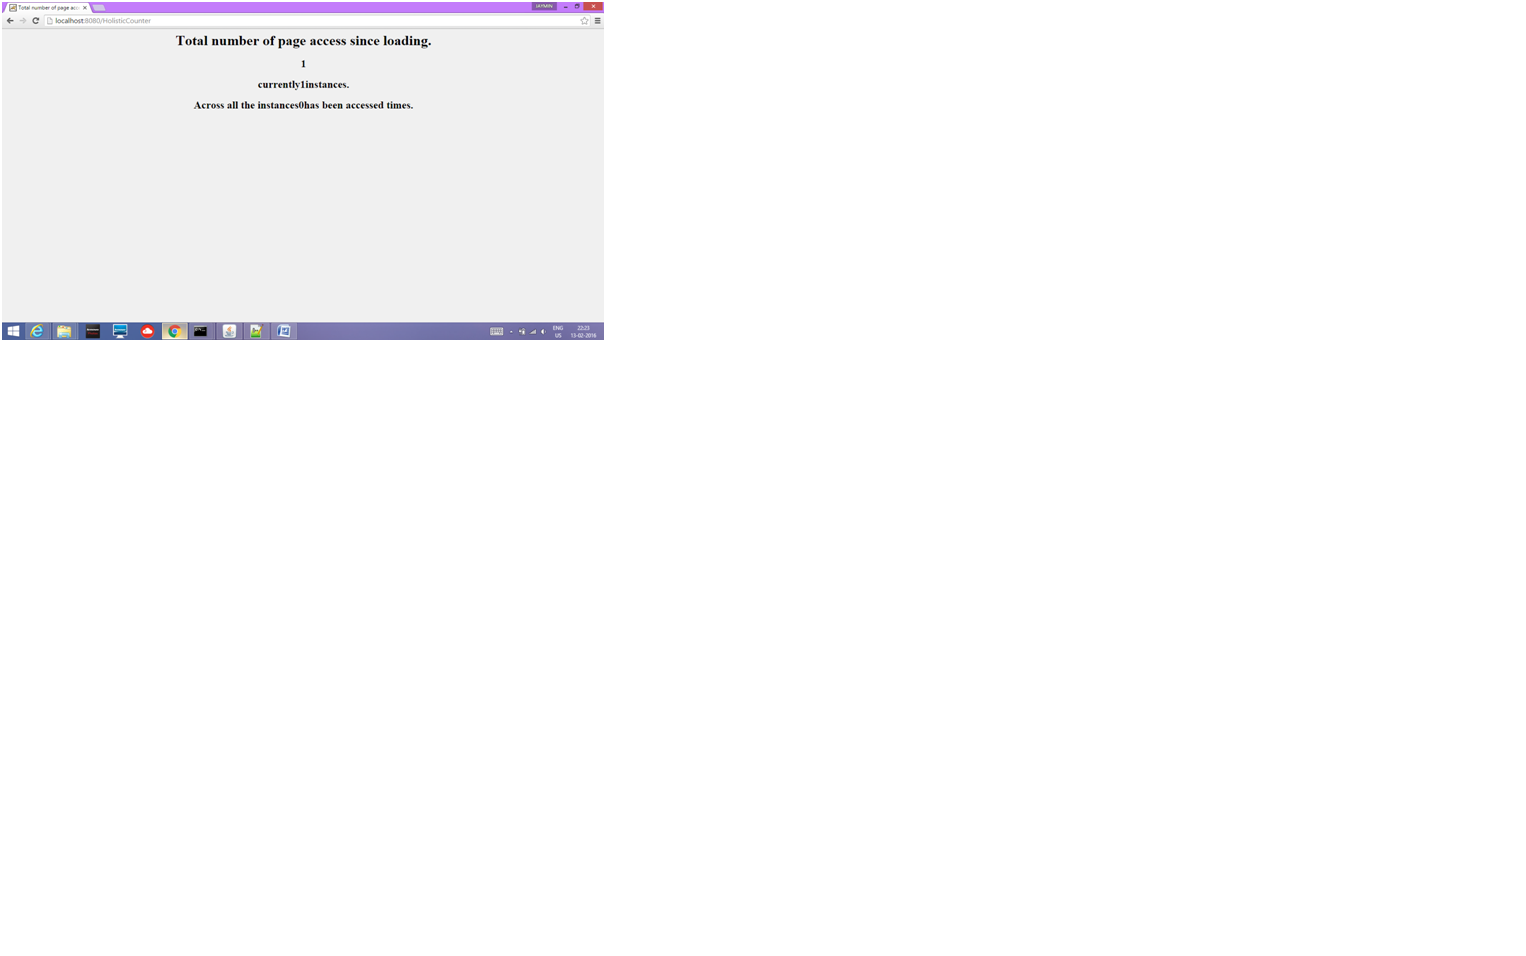 Total number of page acc
JAYMIN
localhost:8080/HolisticCounter
Total number of page access since loading.
1
currently1instances.
Across all the instances0has been accessed times.
ENG
US
22:23
13-02-2016